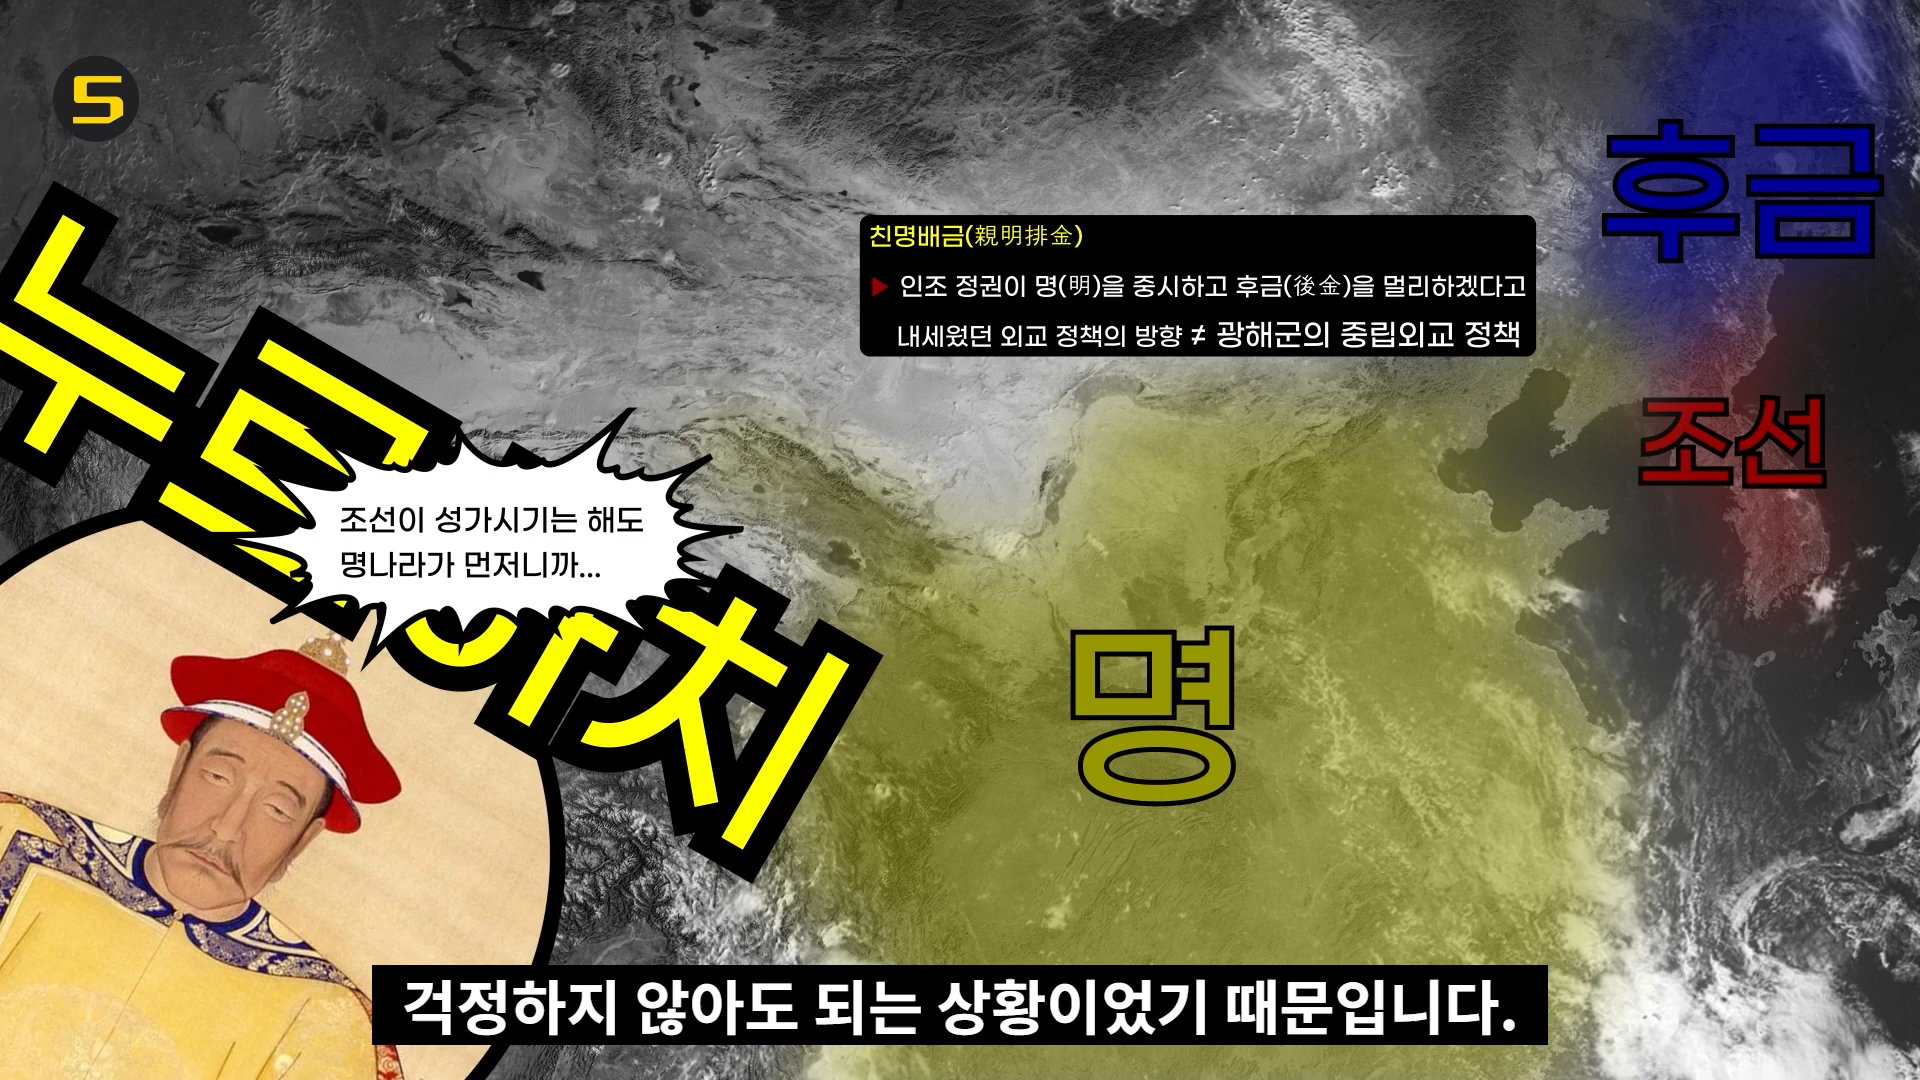 5
후금
친명배금(親明排金)
▶ 인조 정권이 명(明)을 중시하고 후금(後金)을 멀리하겠다고
내세웠던 외교 정책의 방향 ≠ 광해군의 중립외교 정책
조선
조선이 성가시기는 해도
명나라가 먼저니까...
명
걱정하지 않아도 되는 상황이었기 때문입니다.